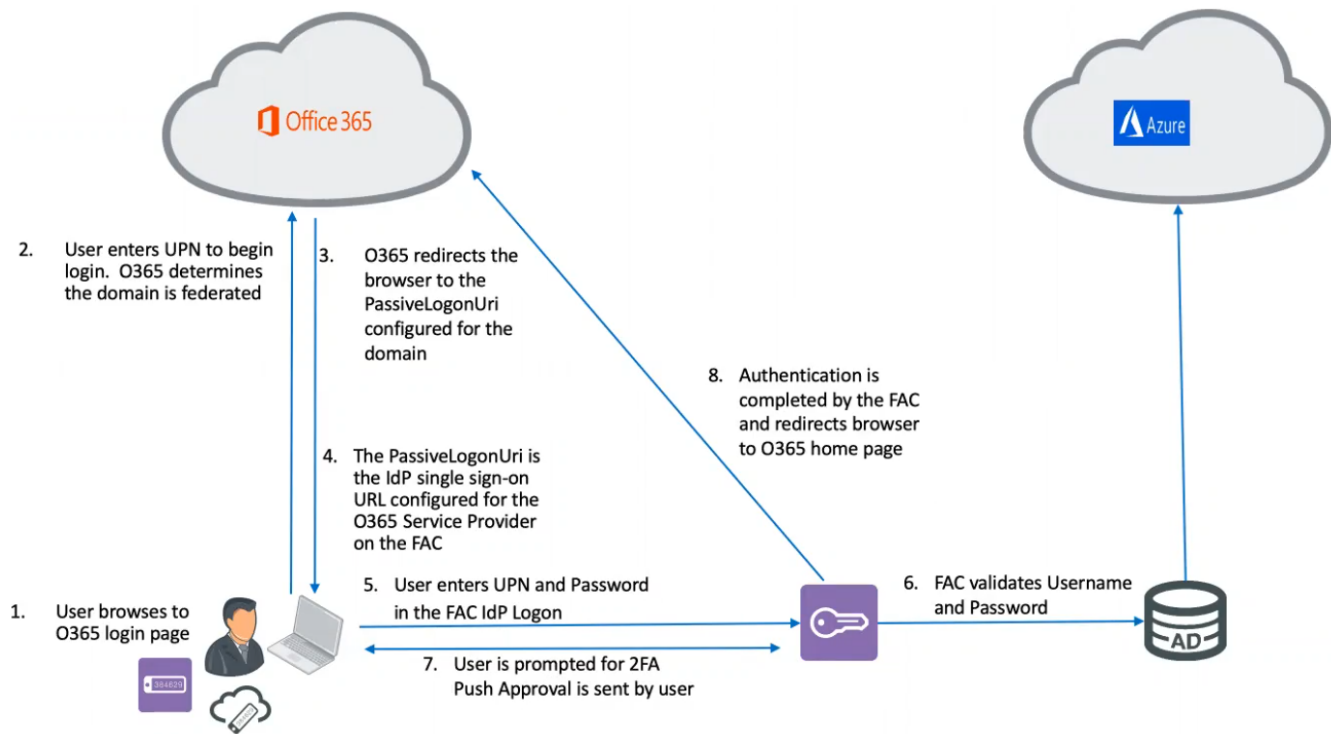 Office 365
Azure
2. User enters UPN to begin
login. O365 determines
the domain is federated
3. O365 redirects the
browser to the
PassiveLogonUri
configured for the
domain
8. Authentication is
completed by the FAC
and redirects browser
to O365 home page
4. The PassiveLogonUri is
the IdP single sign-on
URL configured for the
O365 Service Provider
on the FAC
1. User browses to
O365 login page
5. User enters UPN and Password
in the FAC IdP Logon
6. FAC validates Username
and Password
AD
7. User is prompted for 2FA
Push Approval is sent by user
384629